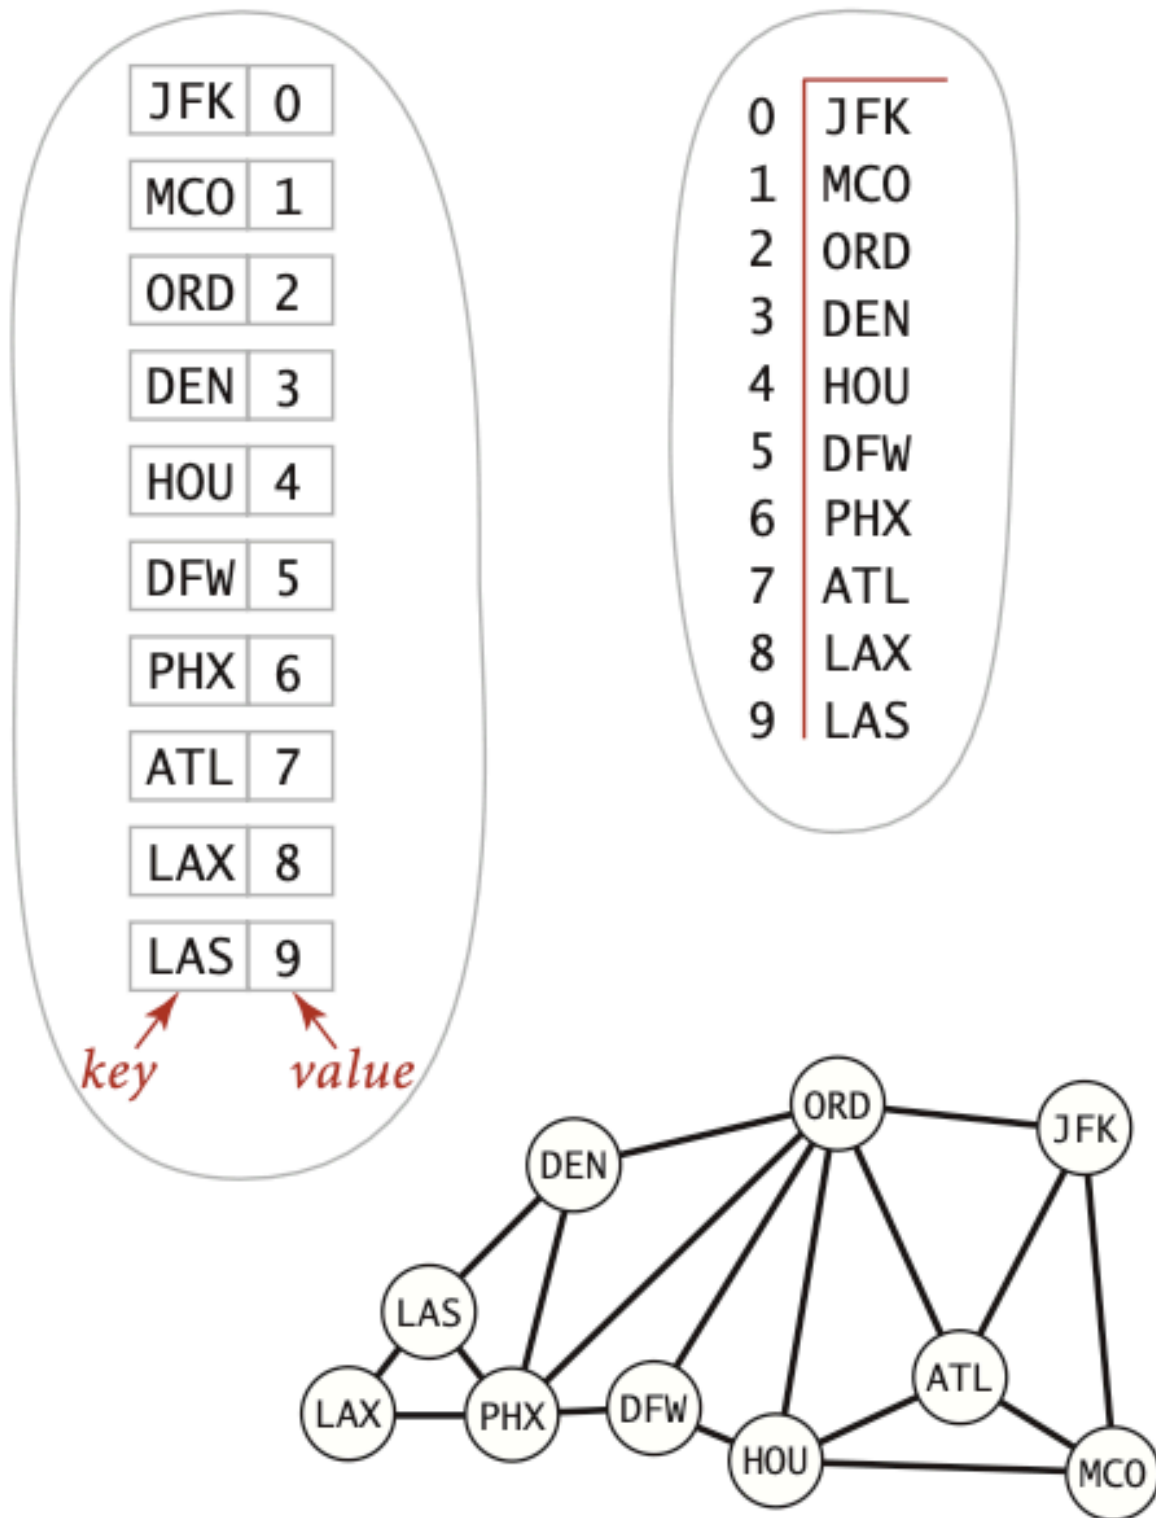 JFK 0
MCO 1
ORD 2
DEN 3
HOU 4
DFW 5
PHX 6
ATL 7
LAX 8
LAS 9
key value
0 JFK
1 MCO
2 ORD
3 DEN
4 HOU
5 DFW
6 PHX
7 ATL
8 LAX
9 LAS
ORD
JFK
DEN
LAS
ATL
LAX
PHX
DFW
HOU
MCO